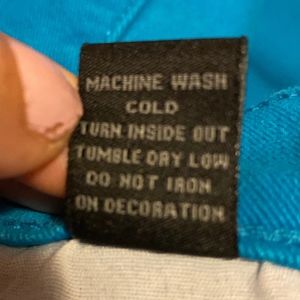 MACHINE WASH
COLD
TURN INSIDE OUT
TUMBLE DRY LOW
DO NOT IRON
ON DECORATION